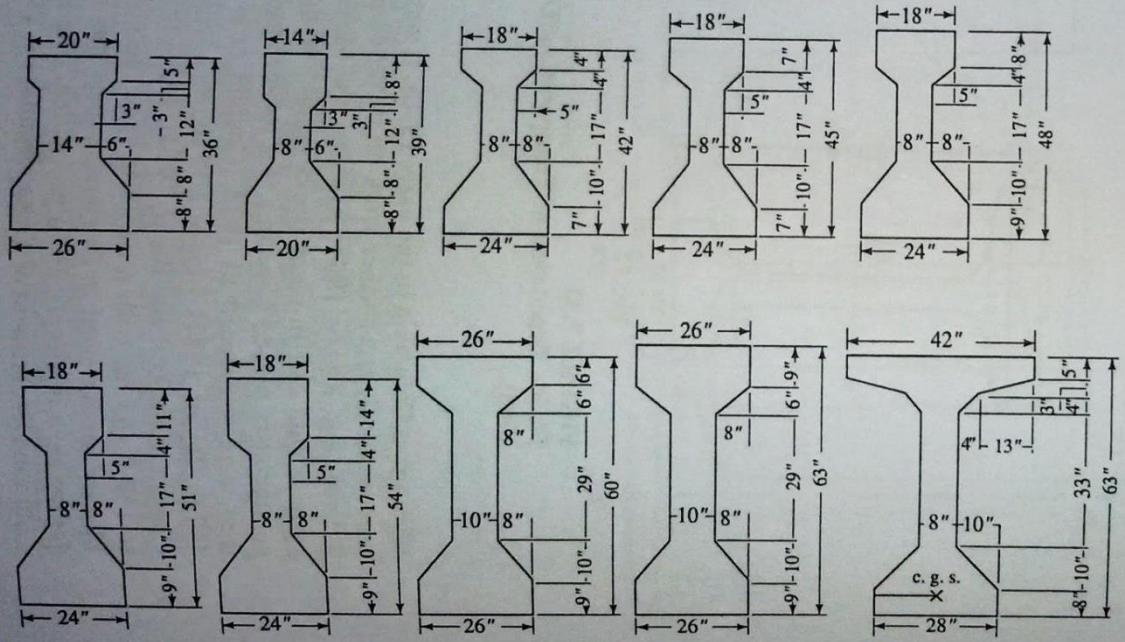 20" 14" 18" 18" 18"
5" 3" 3" 12" 36" 14" 6" 8" 8" 26"
8" 3" 3" 12" 39" 8" 6" 8" 8" 20"
4" 4" 5" 17" 42" 8" 8" 10" 7" 24"
7" 4" 5" 17" 45" 8" 8" 10" 7" 24"
8" 4" 5" 17" 48" 8" 8" 10" 9" 24"
18" 18" 26" 26" 42"
11" 4" 5" 17" 51" 8" 8" 10" 9" 24"
14" 4" 5" 17" 54" 8" 8" 10" 9" 24"
6" 6" 8" 29" 60" 10" 8" 10" 9" 26"
9" 6" 8" 29" 63" 10" 8" 10" 9" 26"
5" 3" 4" 4" 13" 33" 63" 8" 10" 10" 8"
c. g. s.
28"